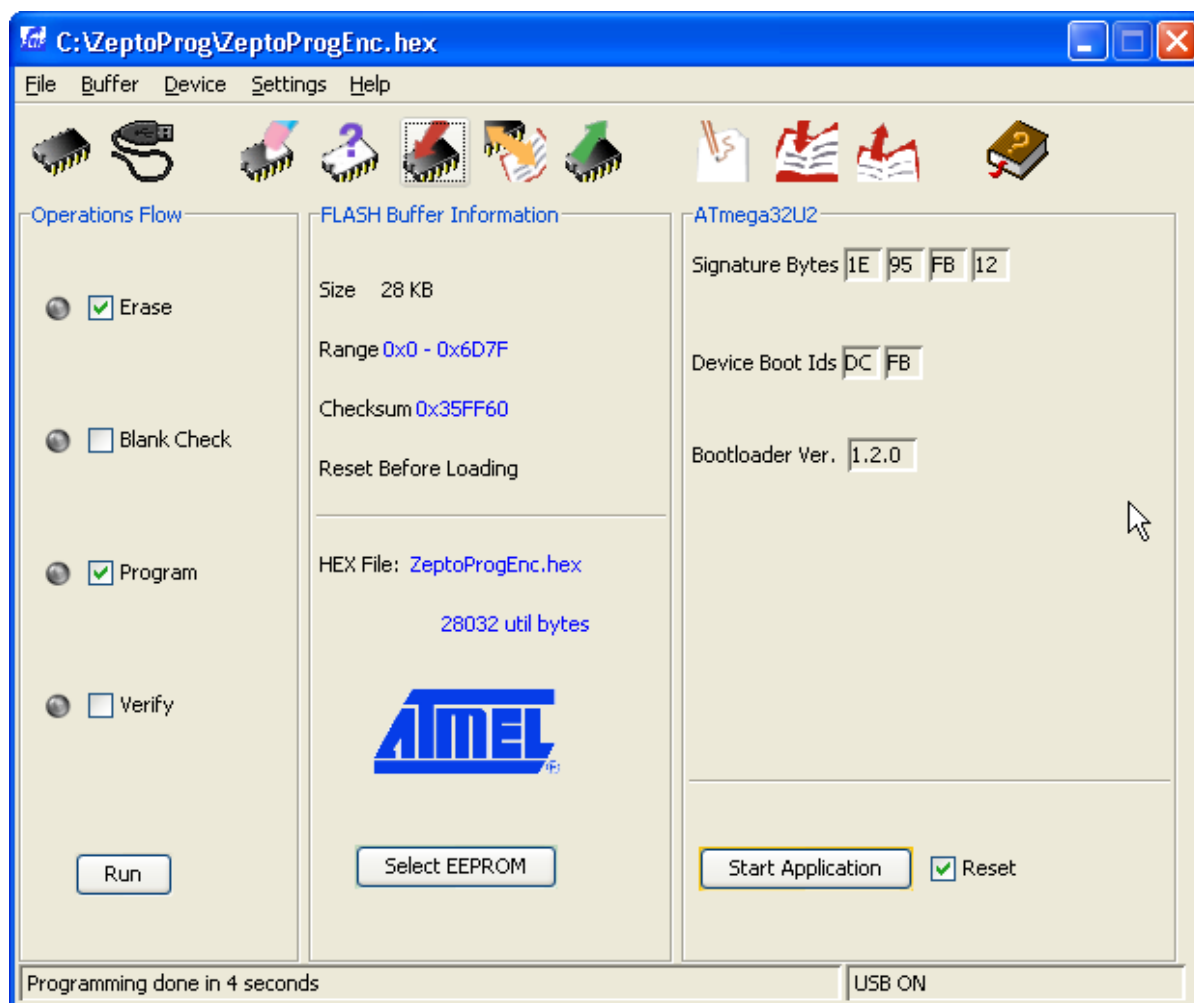 C:\ZeptoProg\ZeptoProgEnc.hex
File Buffer Device Settings Help
Operations Flow
Erase
Blank Check
Program
Verify
Run
FLASH Buffer Information
Size 28 KB
Range 0x0 - 0x6D7F
Checksum 0x35FF60
Reset Before Loading
HEX File: ZeptoProgEnc.hex
28032 util bytes
ATMEL
®
Select EEPROM
ATmega32U2
Signature Bytes 1E 95 FB 12
Device Boot Ids DC FB
Bootloader Ver. 1.2.0
Start Application Reset
Programming done in 4 seconds
USB ON